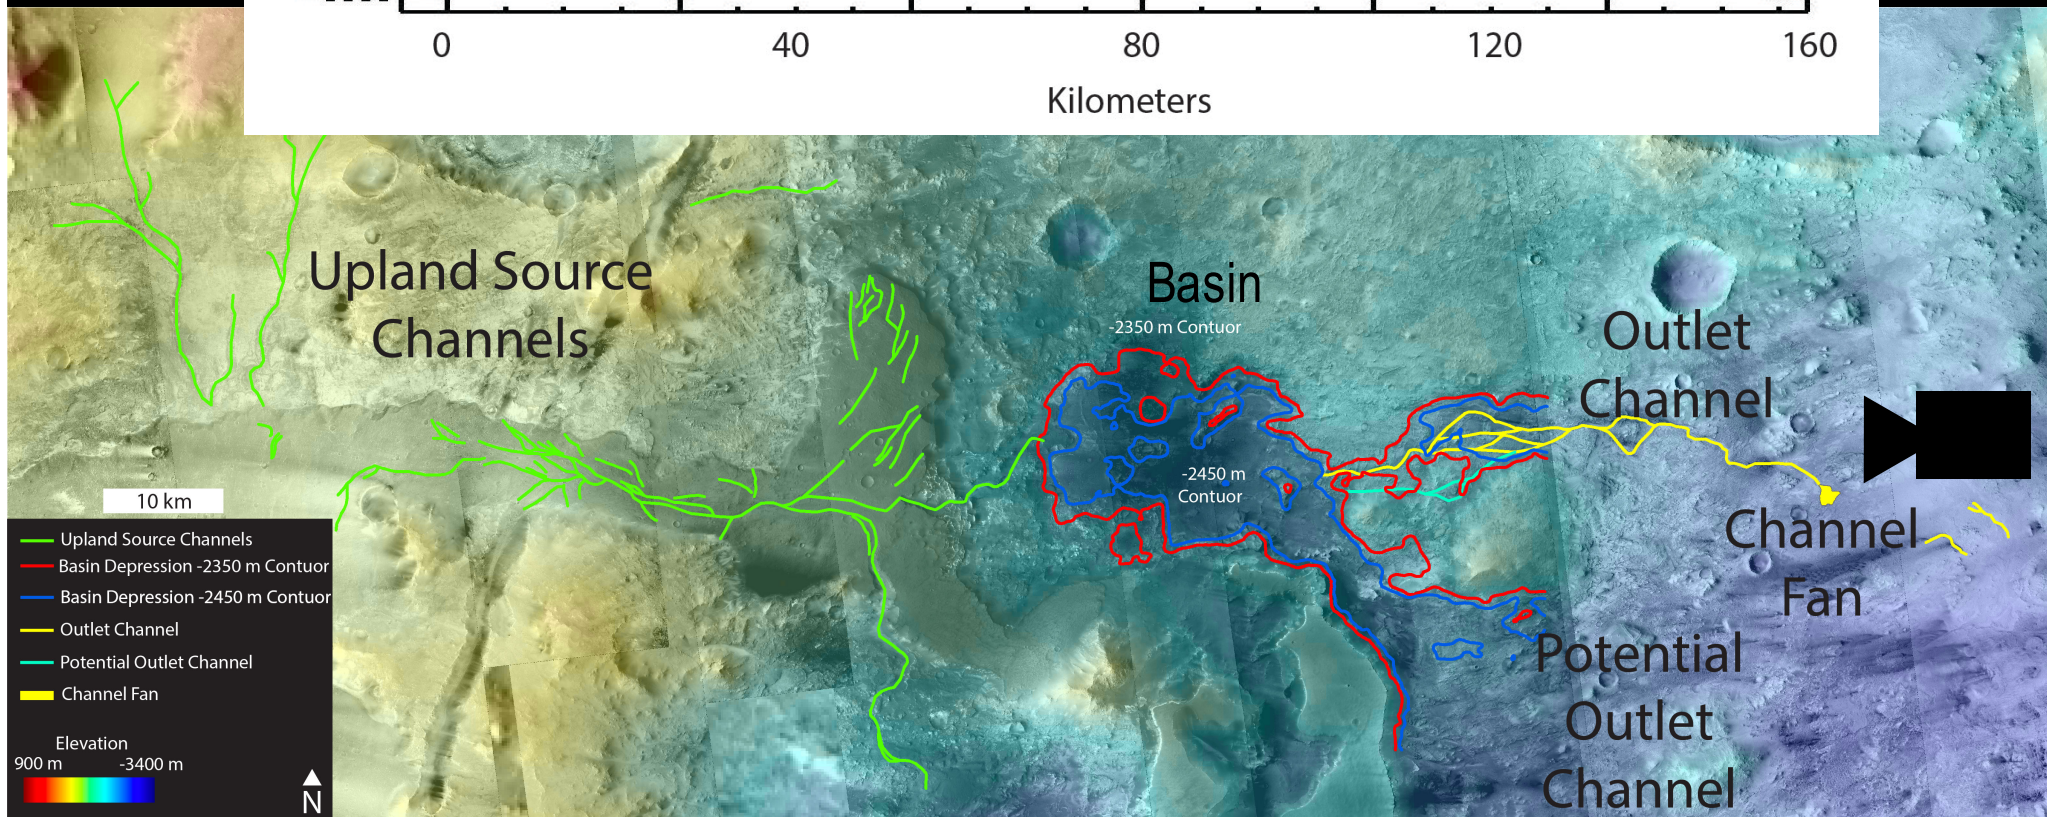 0 40 80 120 160
Kilometers
Upland Source
Channels
Basin
-2350 m Contuor
-2450 m
Contuor
Outlet
Channel
Channel
Fan
Potential
Outlet
Channel
10 km
Upland Source Channels
Basin Depression -2350 m Contuor
Basin Depression -2450 m Contuor
Outlet Channel
Potential Outlet Channel
Channel Fan
Elevation
900 m -3400 m
N